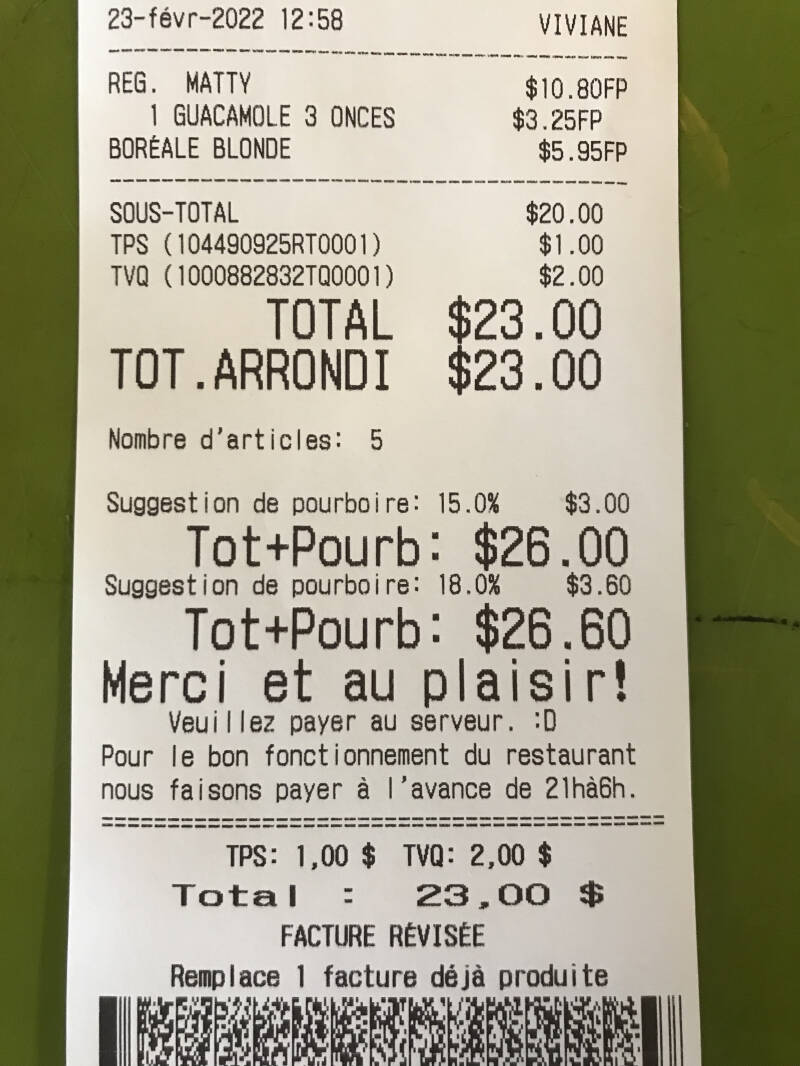 23-févr-2022 12:58 VIVIANE
REG. MATTY $10.80FP
1 GUACAMOLE 3 ONCES $3.25FP
BORÉALE BLONDE $5.95FP
SOUS-TOTAL $20.00
TPS (104490925RT0001) $1.00
TVQ (1000882832TQ0001) $2.00
TOTAL $23.00
TOT.ARRONDI $23.00
Nombre d'articles: 5
Suggestion de pourboire: 15.0% $3.00
Tot+Pourb: $26.00
Suggestion de pourboire: 18.0% $3.60
Tot+Pourb: $26.60
Merci et au plaisir!
Veuillez payer au serveur. :D
Pour le bon fonctionnement du restaurant
nous faisons payer à l'avance de 21hà6h.
TPS: 1,00 $ TVQ: 2,00 $
Total : 23,00 $
FACTURE RÉVISÉE
Remplace 1 facture déjà produite